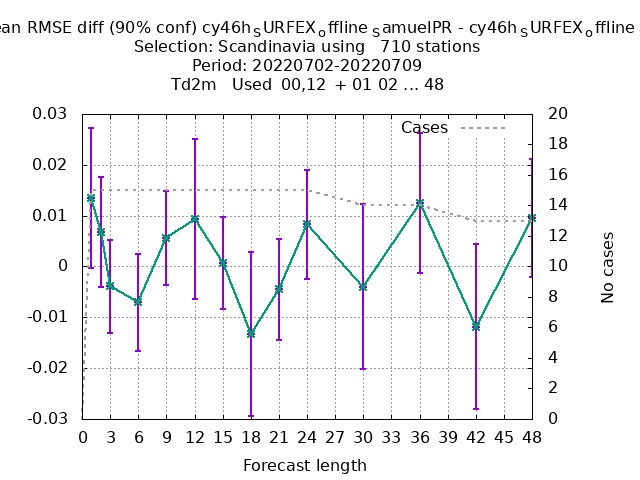 ean RMSE diff (90% conf) cy46hSURFEXoffline SamuelPR - cy46hSURFEXoffline
Selection: Scandinavia using 710 stations
Period: 20220702-20220709
Td2m Used 00,12 + 01 02 ... 48
Cases
0.03
0.02
0.01
0
-0.01
-0.02
-0.03
20
18
16
14
12
10
8
6
4
2
0
No cases
0 3 6 9 12 15 18 21 24 27 30 33 36 39 42 45 48
Forecast length